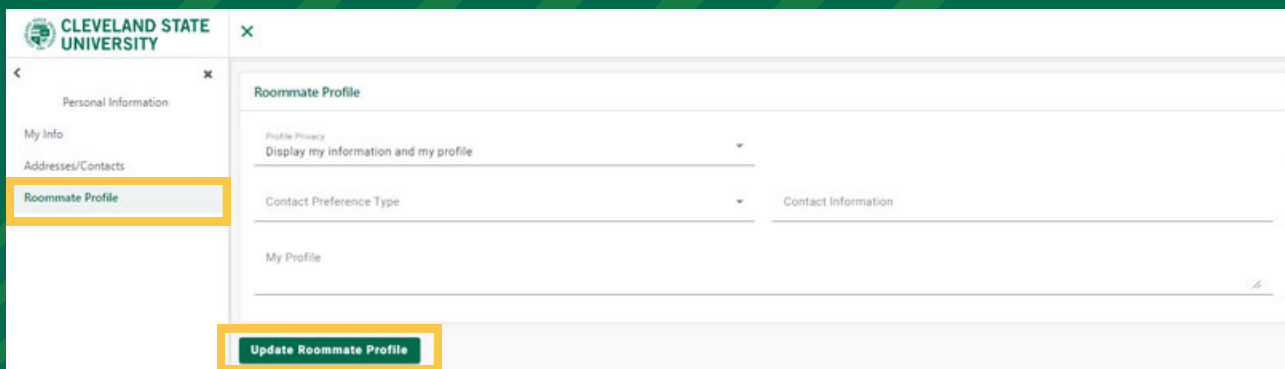 CLEVELAND STATE
UNIVERSITY
Personal Information
My Info
Addresses/Contacts
Roommate Profile
Roommate Profile
Profile Privacy
Display my information and my profile
Contact Preference Type
Contact Information
My Profile
Update Roommate Profile